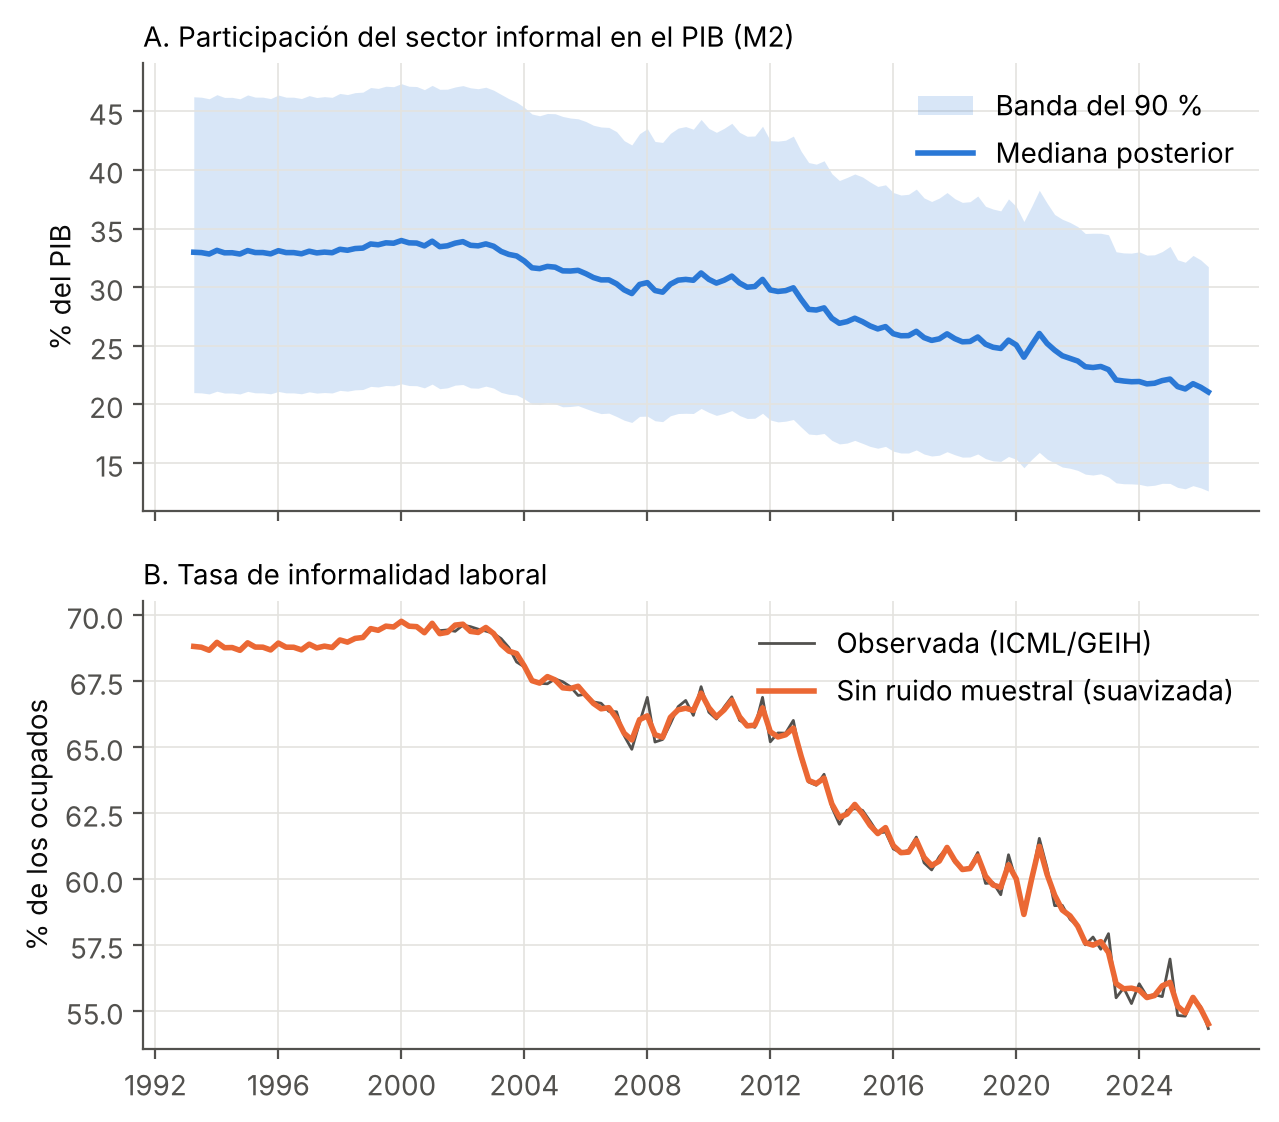 A. Participación del sector informal en el PIB (M2)
Banda del 90 %
Mediana posterior
% del PIB
45
40
35
30
25
20
15
B. Tasa de informalidad laboral
Observada (ICML/GEIH)
Sin ruido muestral (suavizada)
% de los ocupados
70.0
67.5
65.0
62.5
60.0
57.5
55.0
1992 1996 2000 2004 2008 2012 2016 2020 2024